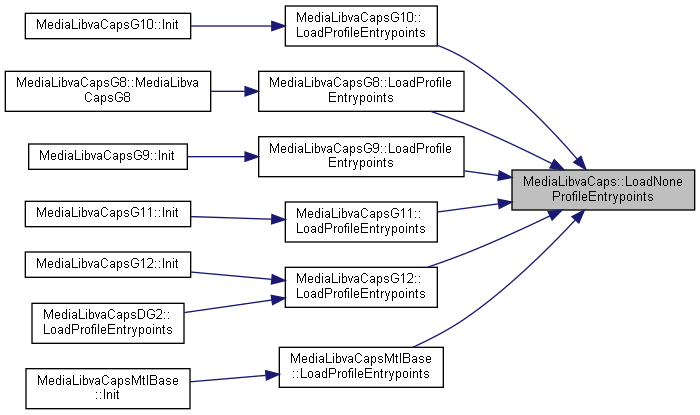 MediaLibvaCapsG10::Init
MediaLibvaCapsG10::
LoadProfileEntrypoints
MediaLibvaCapsG8::MediaLibva
CapsG8
MediaLibvaCapsG8::LoadProfile
Entrypoints
MediaLibvaCapsG9::Init
MediaLibvaCapsG9::LoadProfile
Entrypoints
MediaLibvaCaps::LoadNone
ProfileEntrypoints
MediaLibvaCapsG11::Init
MediaLibvaCapsG11::
LoadProfileEntrypoints
MediaLibvaCapsG12::Init
MediaLibvaCapsG12::
LoadProfileEntrypoints
MediaLibvaCapsDG2::
LoadProfileEntrypoints
MediaLibvaCapsMtlBase
::LoadProfileEntrypoints
MediaLibvaCapsMtlBase
::Init